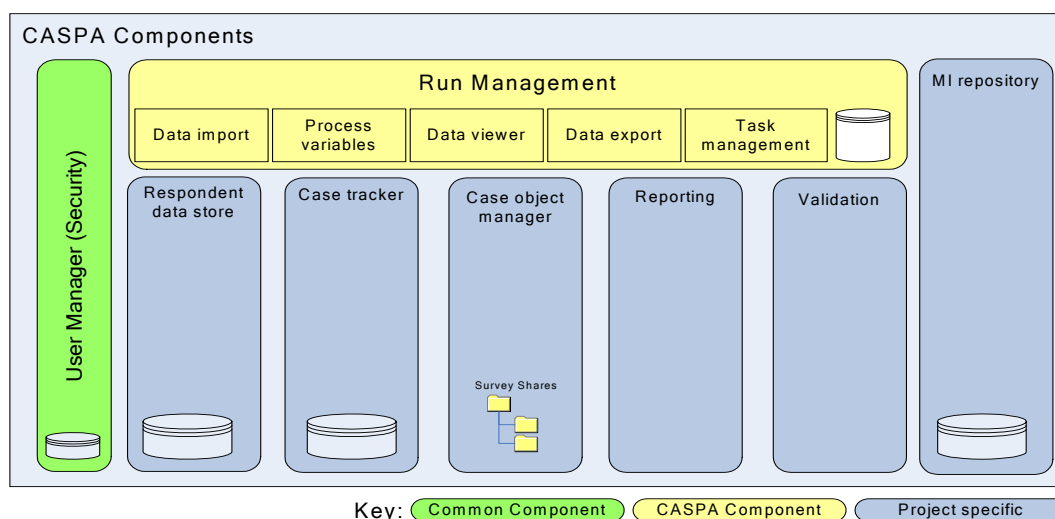 CASPA Components
User Manager (Security)
Run Management
Data import
Process
variables
Data viewer
Data export
Task
management
MI repository
Respondent
data store
Case tracker
Case object
manager
Reporting
Validation
Survey Shares
Key:
Common Component
CASPA Component
Project specific